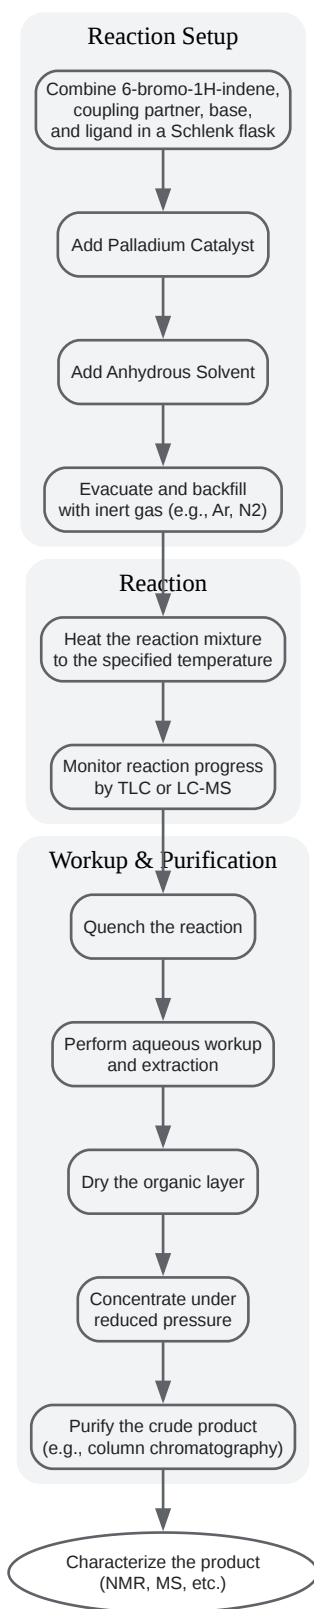 Reaction Setup
Combine 6-bromo-1H-indene,
coupling partner, base,
and ligand in a Schlenk flask
Add Palladium Catalyst
Add Anhydrous Solvent
Evacuate and backfill
with inert gas (e.g., Ar, N2)
Reaction
Heat the reaction mixture
to the specified temperature
Monitor reaction progress
by TLC or LC-MS
Workup & Purification
Quench the reaction
Perform aqueous workup
and extraction
Dry the organic layer
Concentrate under
reduced pressure
Purify the crude product
(e.g., column chromatography)
Characterize the product
(NMR, MS, etc.)